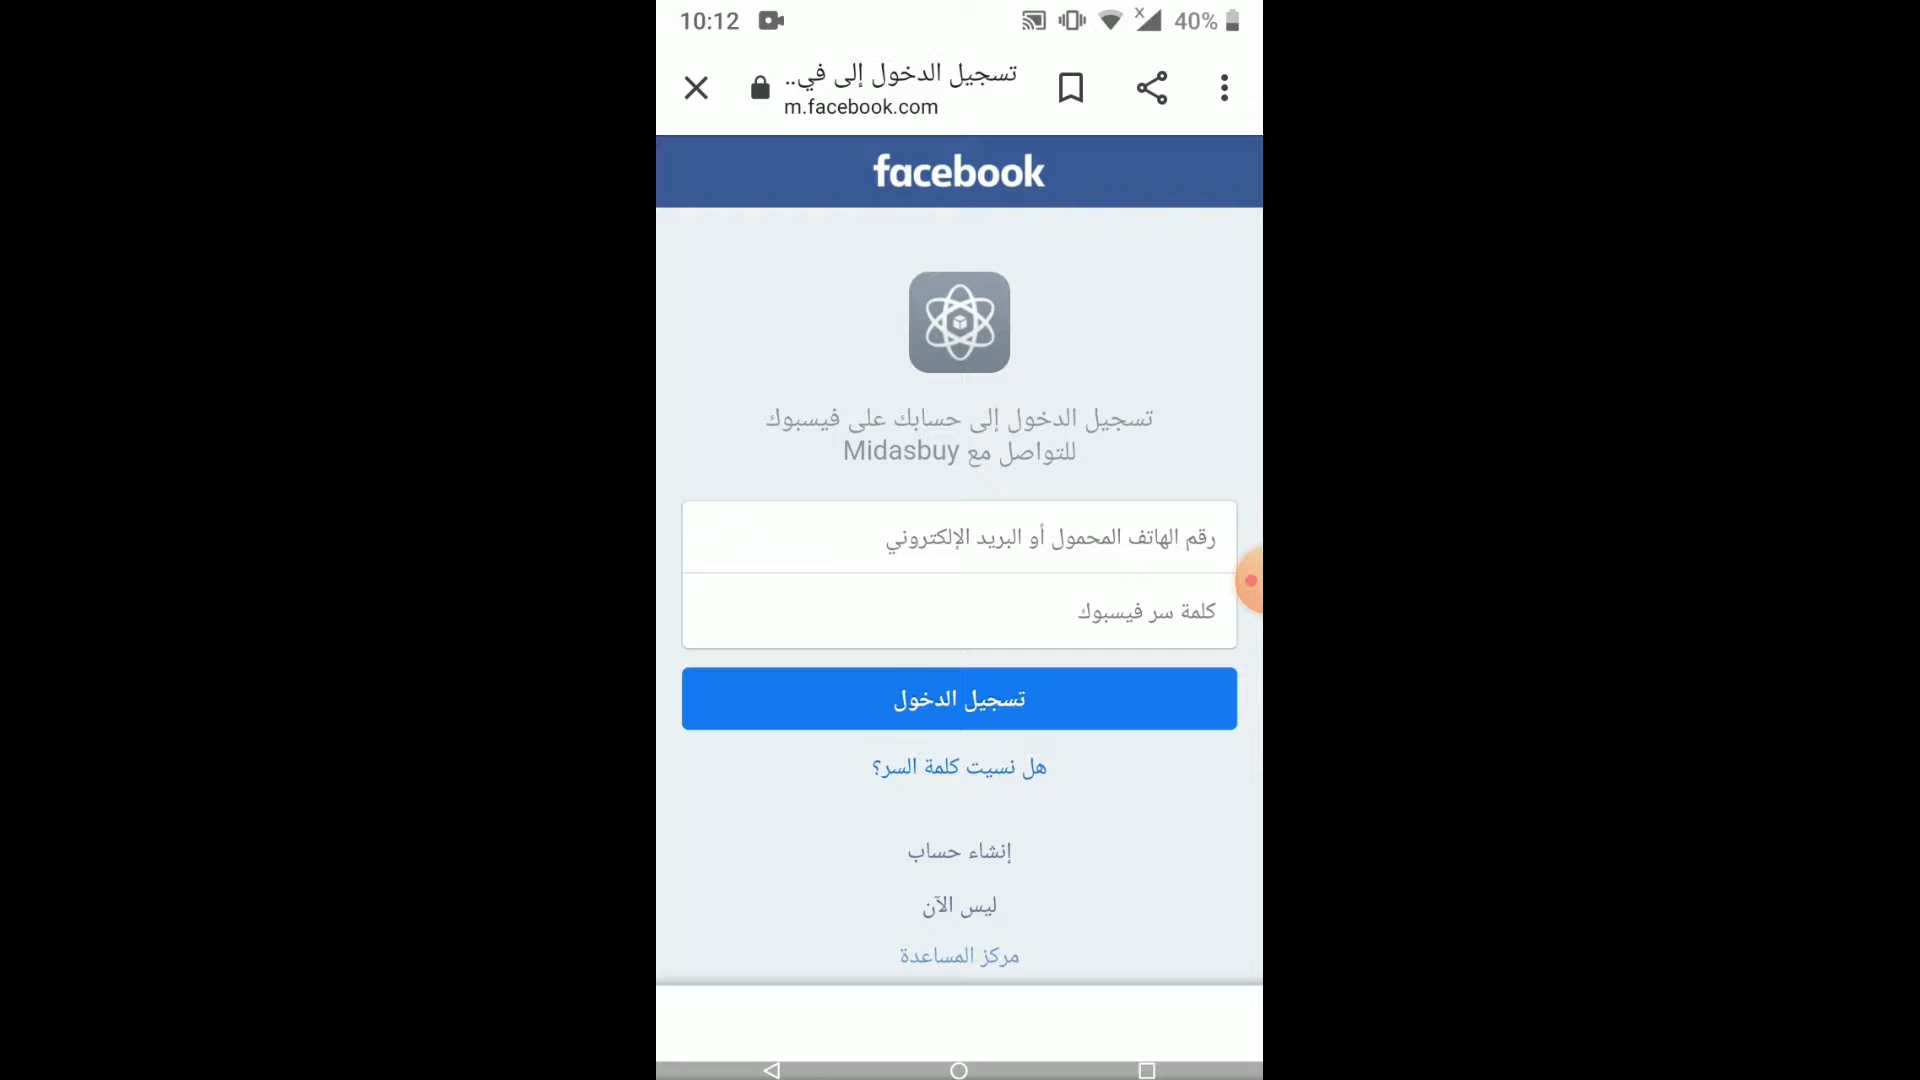 10:12
40%
تسجيل الدخول إلى في..
m.facebook.com
facebook
تسجيل الدخول إلى حسابك على فيسبوك
للتواصل مع Midasbuy
رقم الهاتف المحمول أو البريد الإلكتروني
كلمة سر فيسبوك
تسجيل الدخول
هل نسيت كلمة السر؟
إنشاء حساب
ليس الآن
مركز المساعدة